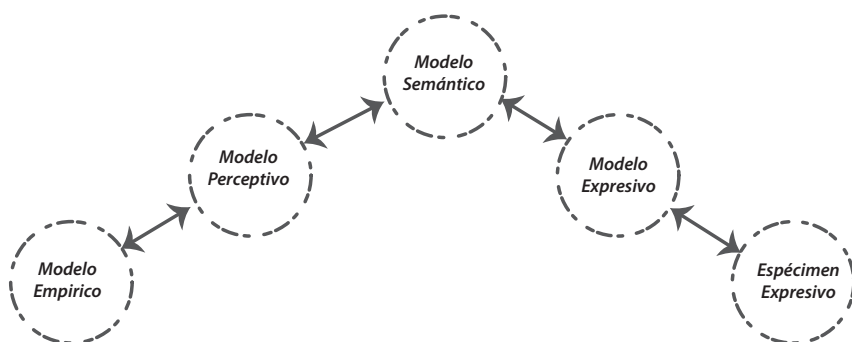 Modelo
Semántico
Modelo
Perceptivo
Modelo
Expresivo
Modelo
Empirico
Espécimen
Expresivo